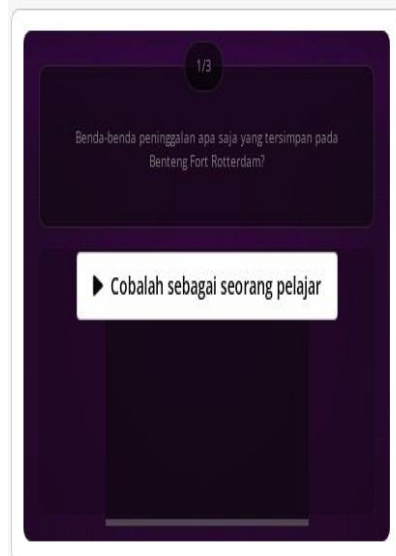 1/3
Benda-benda peninggalan apa saja yang tersimpan pada
Benteng Fort Rotterdam?
Cobalah sebagai seorang pelajar